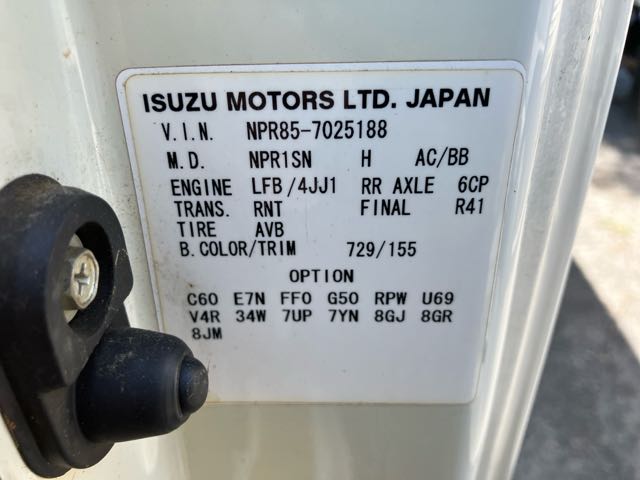 ISUZU MOTORS LTD. JAPAN
V.I.N. NPR85-7025188
M.D. NPR1SN H AC/BB
ENGINE LFB/4JJ1 RR AXLE 6CP
TRANS. RNT FINAL R41
TIRE AVB
B.COLOR/TRIM 729/155
OPTION
C60 E7N FF0 G50 RPW U69
V4R 34W 7UP 7YN 8GJ 8GR
8JM